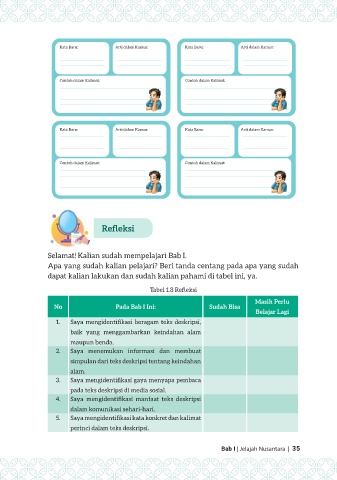 Kata Baru: Arti dalam Kamus: Kata Baru: Arti dalam Kamus:
Contoh dalam Kalimat: Contoh dalam Kalimat:
Kata Baru: Arti dalam Kamus: Kata Baru: Arti dalam Kamus:
Contoh dalam Kalimat: Contoh dalam Kalimat:
Refleksi
Selamat! Kalian sudah mempelajari Bab I.
Apa yang sudah kalian pelajari? Beri tanda centang pada apa yang sudah
dapat kalian lakukan dan sudah kalian pahami di tabel ini, ya.
Tabel 1.3 Refleksi
No Pada Bab I Ini: Sudah Bisa Masih Perlu
Belajar Lagi
1. Saya mengidentifikasi beragam teks deskripsi,
baik yang menggambarkan keindahan alam
maupun benda.
2. Saya menemukan informasi dan membuat
simpulan dari teks deskripsi tentang keindahan
alam.
3. Saya mengidentifikasi gaya menyapa pembaca
pada teks deskripsi di media sosial.
4. Saya mengidentifikasi manfaat teks deskripsi
dalam komunikasi sehari-hari.
5. Saya mengidentifikasi kata konkret dan kalimat
perinci dalam teks deskripsi.
Bab I | Jelajah Nusantara | 35